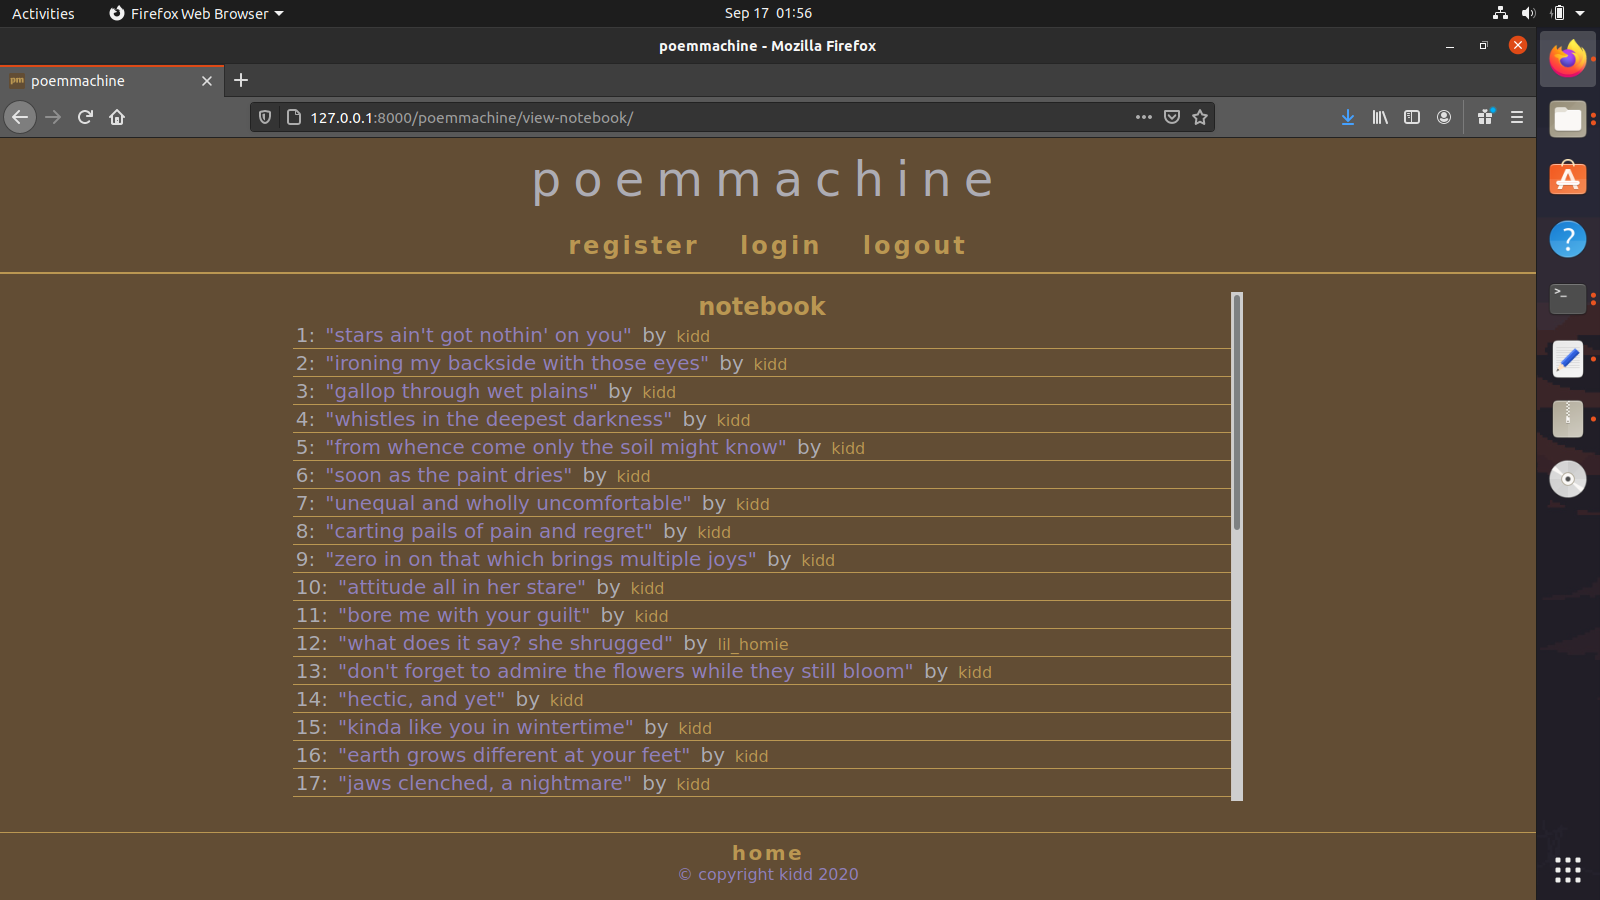 Activities Firefox Web Browser Sep 17 01:56
poemmachine - Mozilla Firefox
pm poemmachine
127.0.0.1:8000/poemmachine/view-notebook/
poemmachine
register login logout
notebook
1: "stars ain't got nothin' on you" by kidd
2: "ironing my backside with those eyes" by kidd
3: "gallop through wet plains" by kidd
4: "whistles in the deepest darkness" by kidd
5: "from whence come only the soil might know" by kidd
6: "soon as the paint dries" by kidd
7: "unequal and wholly uncomfortable" by kidd
8: "carting pails of pain and regret" by kidd
9: "zero in on that which brings multiple joys" by kidd
10: "attitude all in her stare" by kidd
11: "bore me with your guilt" by kidd
12: "what does it say? she shrugged" by lil_homie
13: "don't forget to admire the flowers while they still bloom" by kidd
14: "hectic, and yet" by kidd
15: "kinda like you in wintertime" by kidd
16: "earth grows different at your feet" by kidd
17: "jaws clenched, a nightmare" by kidd
home
© copyright kidd 2020